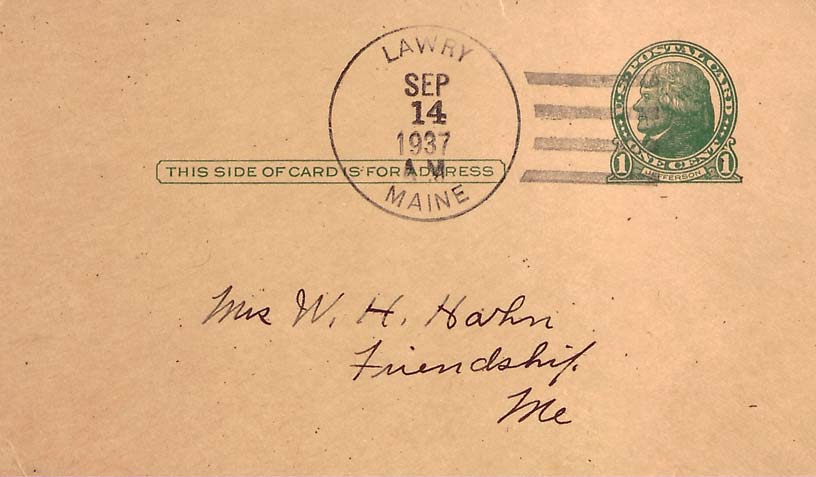 LAWRY
SEP
14
1937
A.M.
MAINE
U.S. POSTAL CARD
ONE CENT
1 1
JEFFERSON
THIS SIDE OF CARD IS FOR ADDRESS
Mrs W. H. Hahn
Friendship.
Me